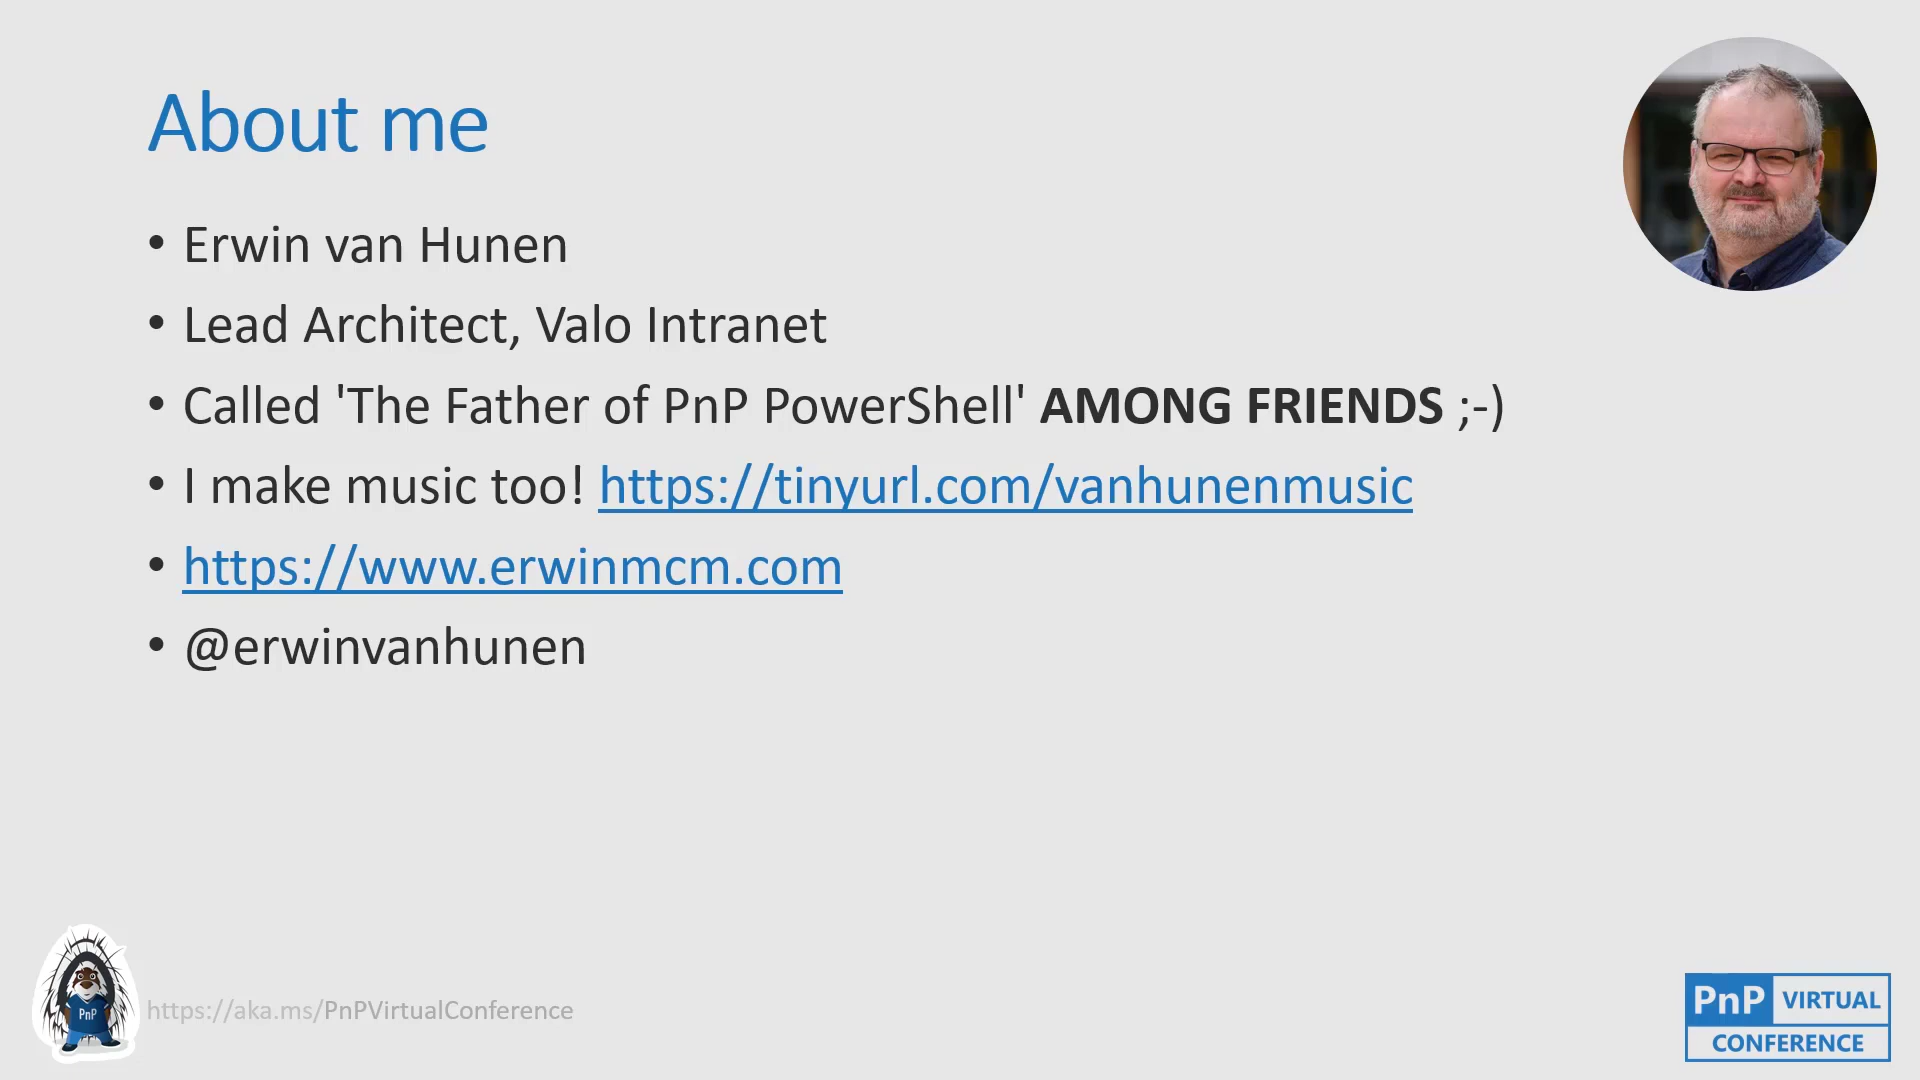 About me
• Erwin van Hunen
• Lead Architect, Valo Intranet
• Called 'The Father of PnP PowerShell' AMONG FRIENDS ;-)
• I make music too! https://tinyurl.com/vanhunenmusic
• https://www.erwinmcm.com
• @erwinvanhunen
PnP
https://aka.ms/PnPVirtualConference
PnP VIRTUAL
CONFERENCE